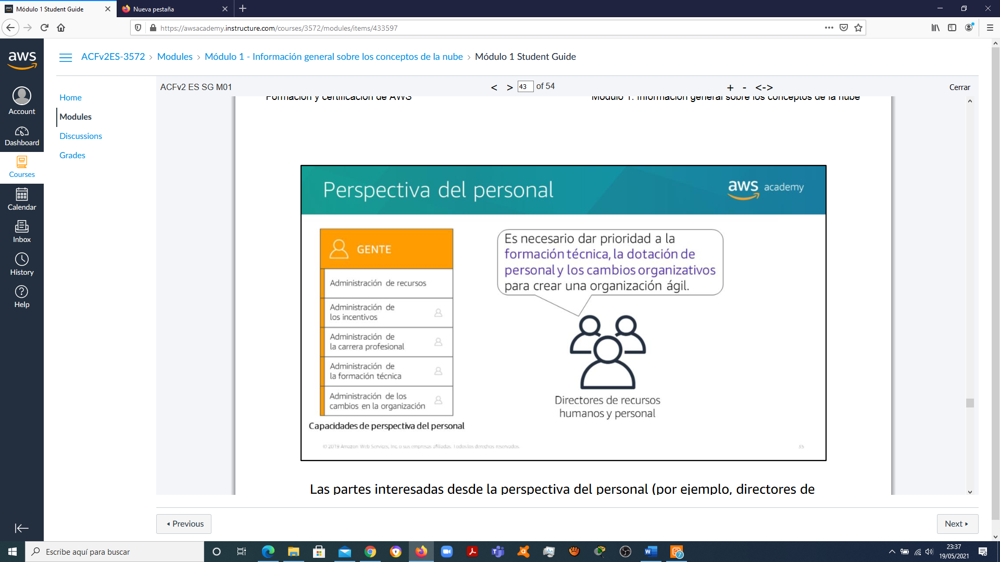 Módulo 1 Student Guide
Nueva pestaña
https://awsacademy.instructure.com/courses/3572/modules/items/433597
aws
ACFv2ES-3572 › Modules › Módulo 1 - Información general sobre los conceptos de la nube › Módulo 1 Student Guide
Account
Dashboard
Courses
Calendar
Inbox
History
Help
Home
Modules
Discussions
Grades
ACFv2 ES SG M01
< > 43 of 54
+ - <->
Cerrar
Formación y certificación de AWS
Módulo 1: Información general sobre los conceptos de la nube
Perspectiva del personal
aws academy
GENTE
Administración de recursos
Administración de
los incentivos
Administración de
la carrera profesional
Administración de
la formación técnica
Administración de los
cambios en la organización
Capacidades de perspectiva del personal
Es necesario dar prioridad a la
formación técnica, la dotación de
personal y los cambios organizativos
para crear una organización ágil.
Directores de recursos
humanos y personal
© 2019 Amazon Web Services, Inc. o sus empresas afiliadas. Todos los derechos reservados.
35
Las partes interesadas desde la perspectiva del personal (por ejemplo, directores de
Previous
Next
Escribe aquí para buscar
7
23:37
19/05/2021